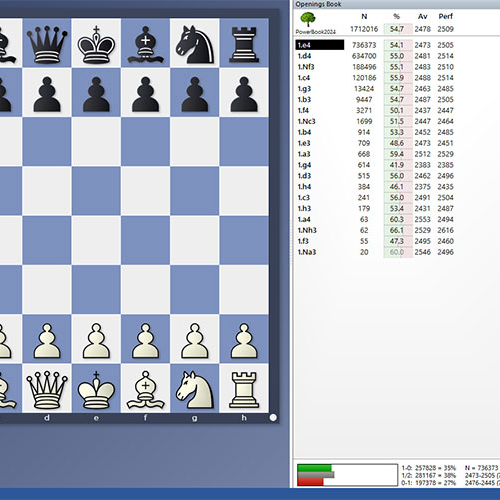 Openings Book
N % Av Perf
PowerBook2024 1712016 54,7 2478 2509
1.e4 736373 54.1 2473 2505
1.d4 634700 55.0 2481 2514
1.Nf3 188496 55.1 2483 2510
1.c4 120186 55.9 2488 2514
1.g3 13424 54.7 2463 2485
1.b3 9447 54.7 2487 2505
1.f4 3271 50.1 2437 2447
1.Nc3 1699 51.5 2447 2464
1.b4 914 53.3 2452 2485
1.e3 709 48.6 2473 2451
1.a3 668 59.4 2512 2529
1.g4 614 41.9 2383 2385
1.d3 515 56.0 2462 2496
1.h4 384 46.1 2375 2435
1.c3 241 56.0 2491 2504
1.h3 179 53.4 2431 2487
1.a4 63 60.3 2553 2494
1.Nh3 62 66.1 2529 2616
1.f3 55 47.3 2495 2460
1.Na3 20 60.0 2546 2496
d e f g h
1-0: 257828 = 35% N = 736373
1/2: 281167 = 38% 2473-2505 (7
0-1: 197378 = 27% 2476-2445 (